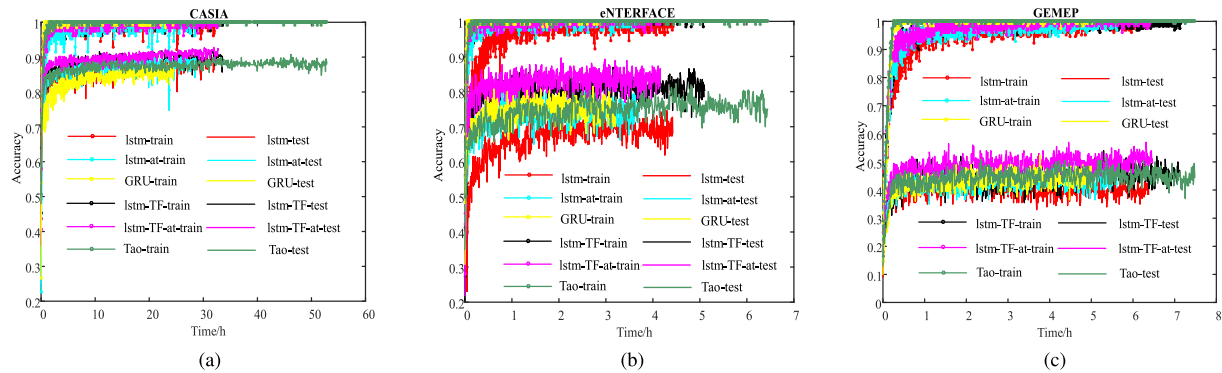 CASIA
1
0.9
0.8
0.7
0.6
0.5
0.4
0.3
0.2
Accuracy
lstm-train lstm-test
lstm-at-train lstm-at-test
GRU-train GRU-test
lstm-TF-train lstm-TF-test
lstm-TF-at-train lstm-TF-at-test
Tao-train Tao-test
0 10 20 30 40 50 60
Time/h
(a)
eNTERFACE
1
0.9
0.8
0.7
0.6
0.5
0.4
0.3
0.2
Accuracy
lstm-train lstm-test
lstm-at-train lstm-at-test
GRU-train GRU-test
lstm-TF-train lstm-TF-test
lstm-TF-at-train lstm-TF-at-test
Tao-train Tao-test
0 1 2 3 4 5 6 7
Time/h
(b)
GEMEP
1
0.9
0.8
0.7
0.6
0.5
0.4
0.3
0.2
0.1
0
Accuracy
lstm-train lstm-test
lstm-at-train lstm-at-test
GRU-train GRU-test
lstm-TF-train lstm-TF-test
lstm-TF-at-train lstm-TF-at-test
Tao-train Tao-test
0 1 2 3 4 5 6 7 8
Time/h
(c)